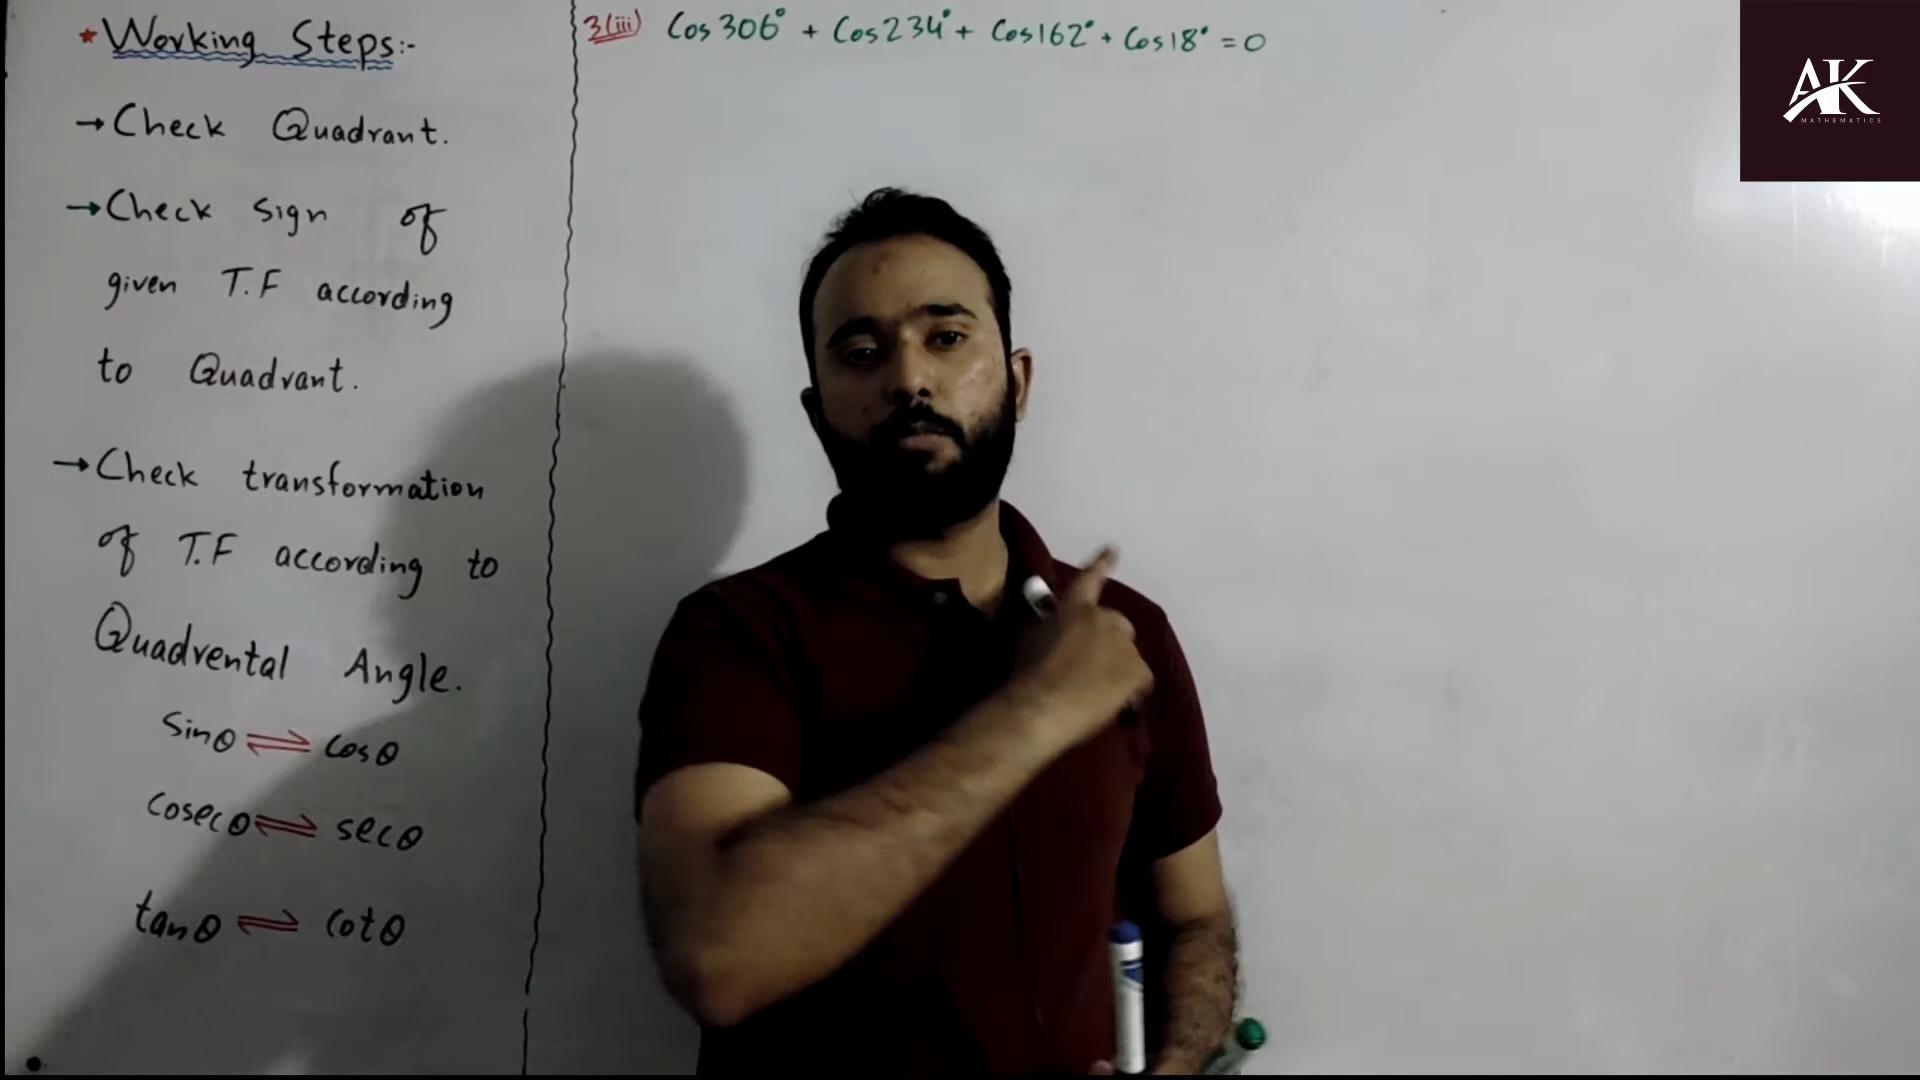 * Working Steps:-
→ Check Quadrant.
→ Check sign of
given T.F according
to Quadrant.
→ Check transformation
of T.F according to
Quadrental Angle.
sinθ ⇌ cosθ
cosecθ ⇌ secθ
tanθ ⇌ cotθ
3(iii) Cos306° + Cos234° + Cos162° + Cos18° = 0
AK
MATHEMATICS